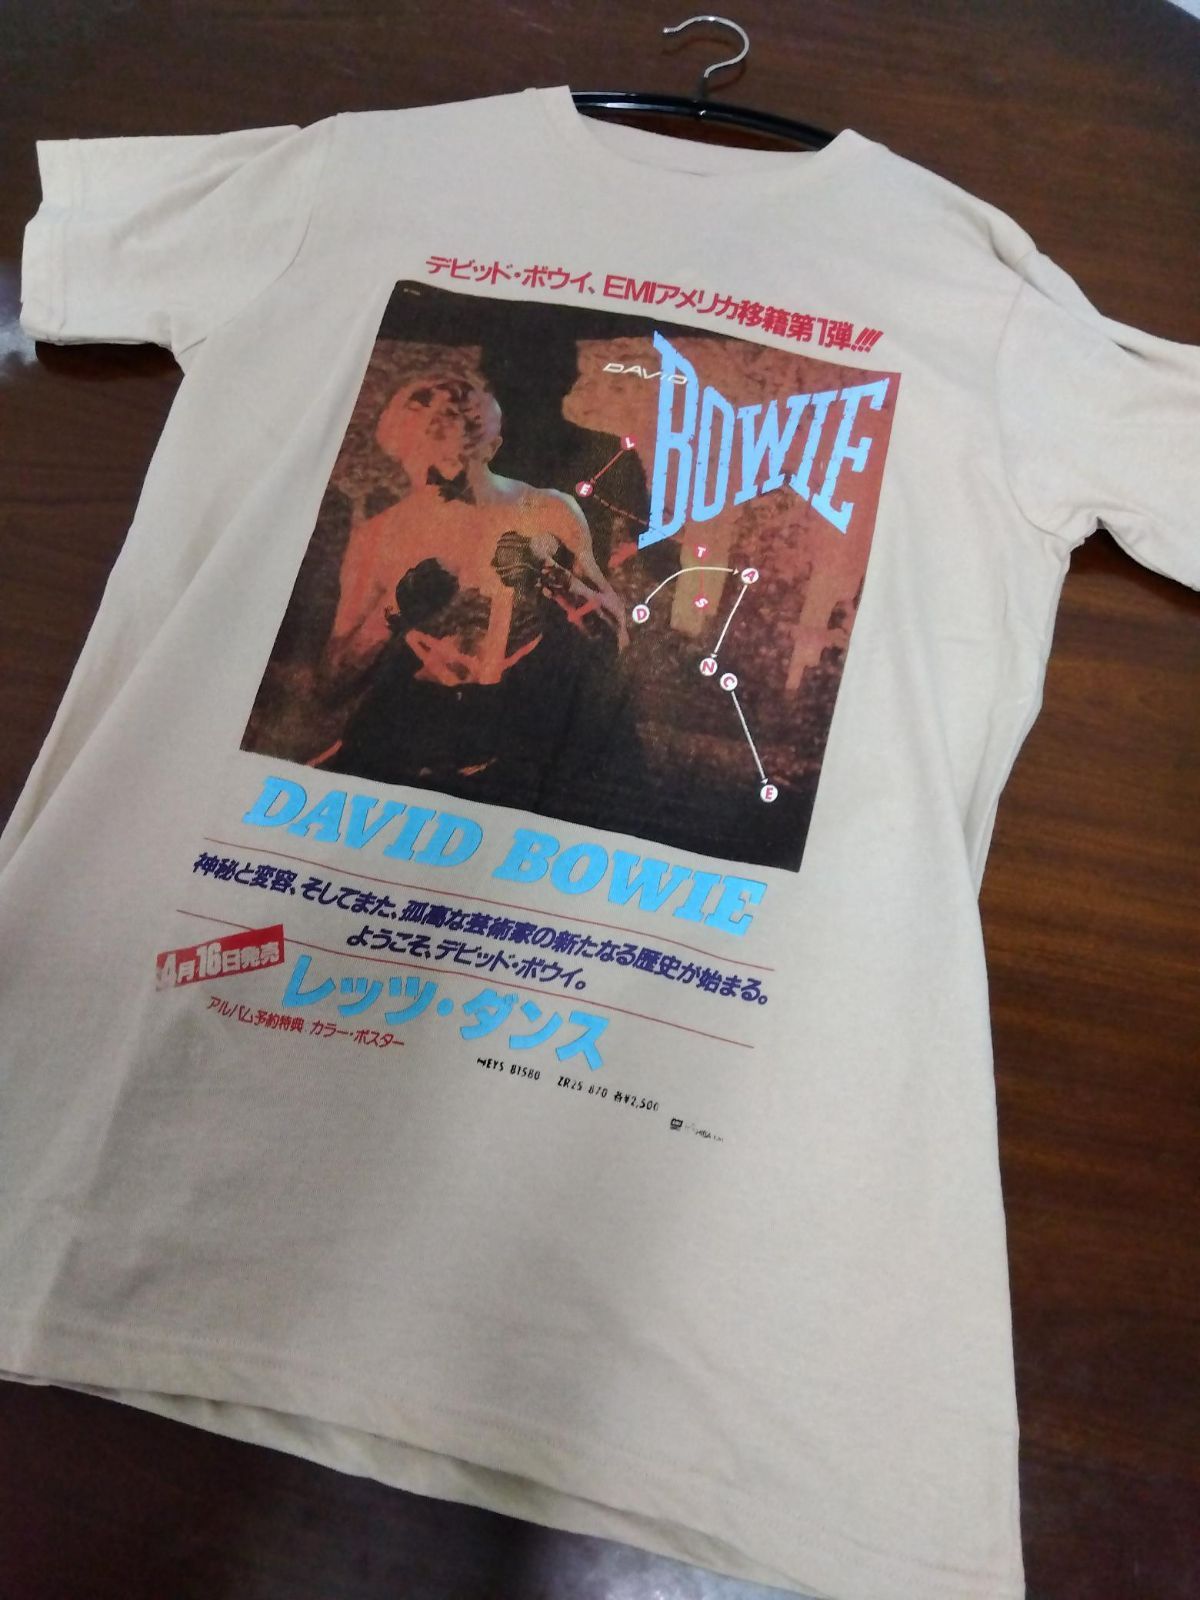 デビッド・ボウイ、EMIアメリカ移籍第1弾!!!
DAVID
BOWIE
L
E
T
S
D
A
N
C
E
DAVID BOWIE
神秘と変容、そしてまた、孤高な芸術家の新たなる歴史が始まる。
ようこそ、デビッド・ボウイ。
4月16日発売
レッツ・ダンス
アルバム予約特典 カラー・ポスター
EYS 81580 ZR25 870 各¥2,500